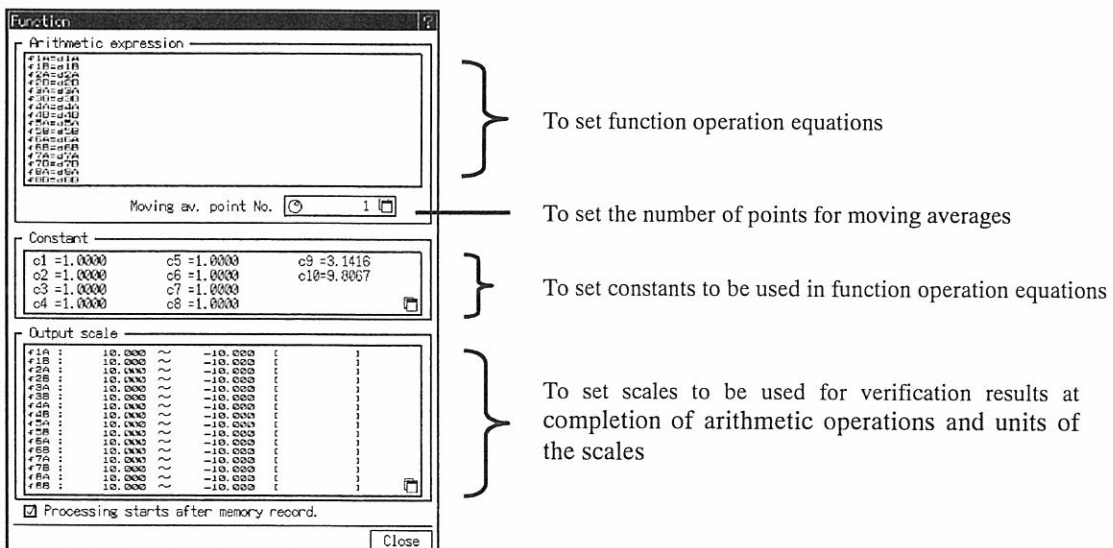 Function ?
Arithmetic expression
f1A=d1A
f1B=d1B
f2A=d2A
f2B=d2B
f3A=d3A
f3B=d3B
f4A=d4A
f4B=d4B
f5A=d5A
f5B=d5B
f6A=d6A
f6B=d6B
f7A=d7A
f7B=d7B
f8A=d8A
f8B=d8B
To set function operation equations
Moving av. point No. 1
To set the number of points for moving averages
Constant
c1 =1.0000 c5 =1.0000 c9 =3.1416
c2 =1.0000 c6 =1.0000 c10=9.8067
c3 =1.0000 c7 =1.0000
c4 =1.0000 c8 =1.0000
To set constants to be used in function operation equations
Output scale
f1A : 10.000 ~ -10.000 [ ]
f1B : 10.000 ~ -10.000 [ ]
f2A : 10.000 ~ -10.000 [ ]
f2B : 10.000 ~ -10.000 [ ]
f3A : 10.000 ~ -10.000 [ ]
f3B : 10.000 ~ -10.000 [ ]
f4A : 10.000 ~ -10.000 [ ]
f4B : 10.000 ~ -10.000 [ ]
f5A : 10.000 ~ -10.000 [ ]
f5B : 10.000 ~ -10.000 [ ]
f6A : 10.000 ~ -10.000 [ ]
f6B : 10.000 ~ -10.000 [ ]
f7A : 10.000 ~ -10.000 [ ]
f7B : 10.000 ~ -10.000 [ ]
f8A : 10.000 ~ -10.000 [ ]
f8B : 10.000 ~ -10.000 [ ]
To set scales to be used for verification results at
completion of arithmetic operations and units of
the scales
Processing starts after memory record.
Close